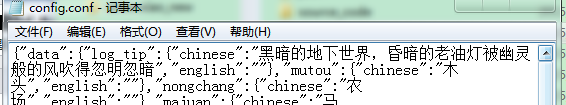 config.conf - 记事本
文件(F) 编辑(E) 格式(O) 查看(V) 帮助(H)
{"data":{"log_tip":{"chinese":"黑暗的地下世界，昏暗的老油灯被幽灵
般的风吹得忽明忽暗","english":""},"mutou":{"chinese":"木
头","english":""},"nongchang":{"chinese":"农
场","english":""},"majuan":{"chinese":"马